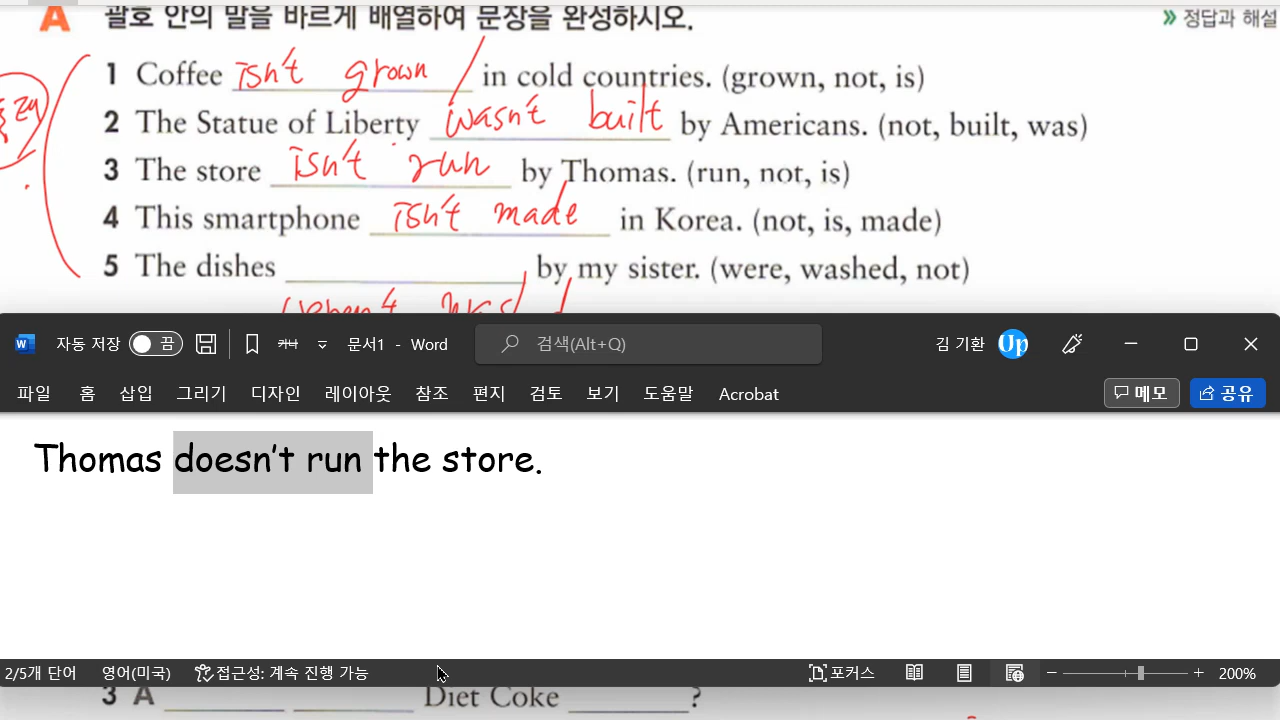 A 괄호 안의 말을 바르게 배열하여 문장을 완성하시오. » 정답과 해설
1 Coffee isn't grown in cold countries. (grown, not, is)
2 The Statue of Liberty wasn't built by Americans. (not, built, was)
3 The store isn't run by Thomas. (run, not, is)
4 This smartphone isn't made in Korea. (not, is, made)
5 The dishes by my sister. (were, washed, not)
자동 저장 끔 문서1 - Word 검색(Alt+Q) 김 기환 Up
파일 홈 삽입 그리기 디자인 레이아웃 참조 편지 검토 보기 도움말 Acrobat 메모 공유
Thomas doesn't run the store.
2/5개 단어 영어(미국) 접근성: 계속 진행 가능 포커스 200%
3 A Diet Coke ?